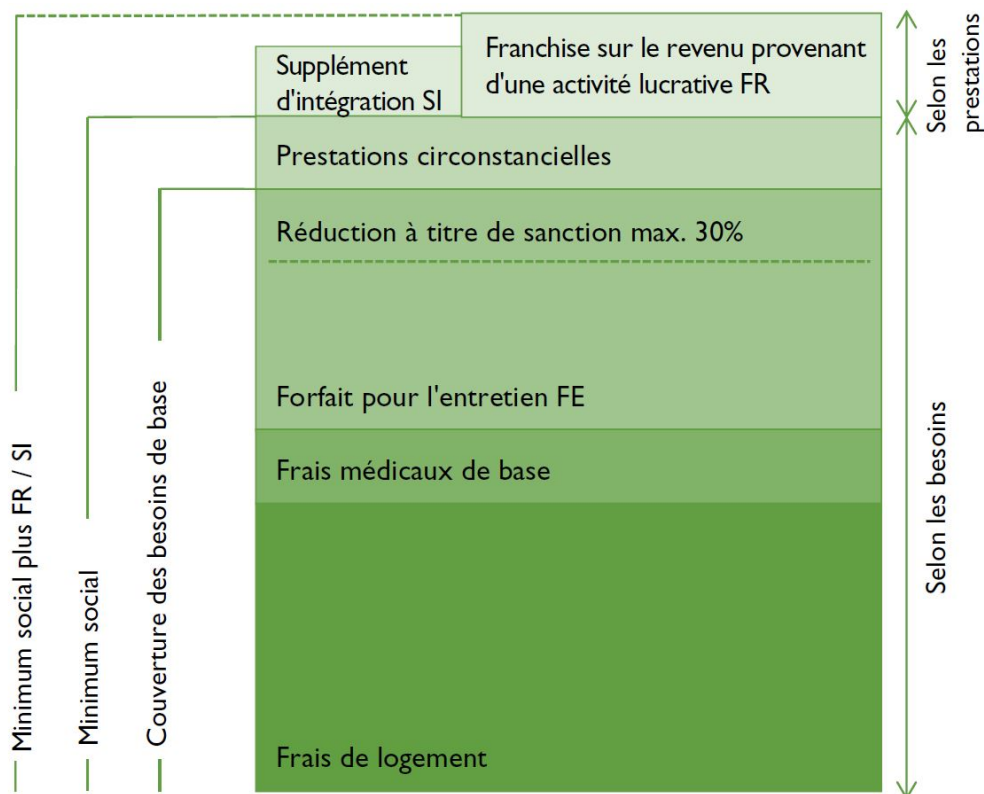 Supplément
d'intégration SI
Franchise sur le revenu provenant
d'une activité lucrative FR
Prestations circonstancielles
Réduction à titre de sanction max. 30%
Forfait pour l'entretien FE
Frais médicaux de base
Frais de logement
Minimum social plus FR / SI
Minimum social
Couverture des besoins de base
Selon les
prestations
Selon les besoins